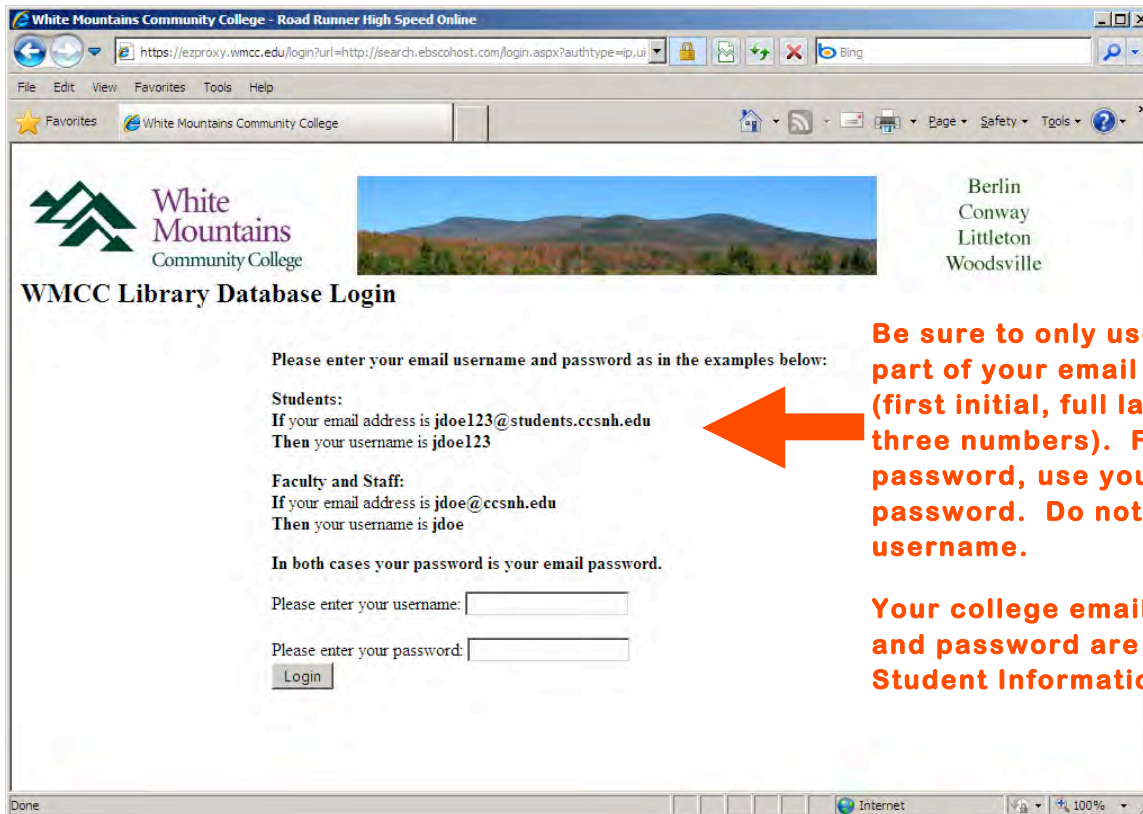 White Mountains Community College - Road Runner High Speed Online
https://ezproxy.wmcc.edu/login?url=http://search.ebscohost.com/login.aspx?authtype=ip,ui
Bing
File Edit View Favorites Tools Help
Favorites White Mountains Community College Page Safety Tools
White
Mountains
Community College
Berlin
Conway
Littleton
Woodsville
WMCC Library Database Login
Please enter your email username and password as in the examples below:
Students:
If your email address is jdoe123@students.ccsnh.edu
Then your username is jdoe123
Faculty and Staff:
If your email address is jdoe@ccsnh.edu
Then your username is jdoe
In both cases your password is your email password.
Please enter your username:
Please enter your password:
Login
Be sure to only us
part of your email
(first initial, full la
three numbers). F
password, use you
password. Do not
username.
Your college email
and password are
Student Informatio
Done Internet 100%